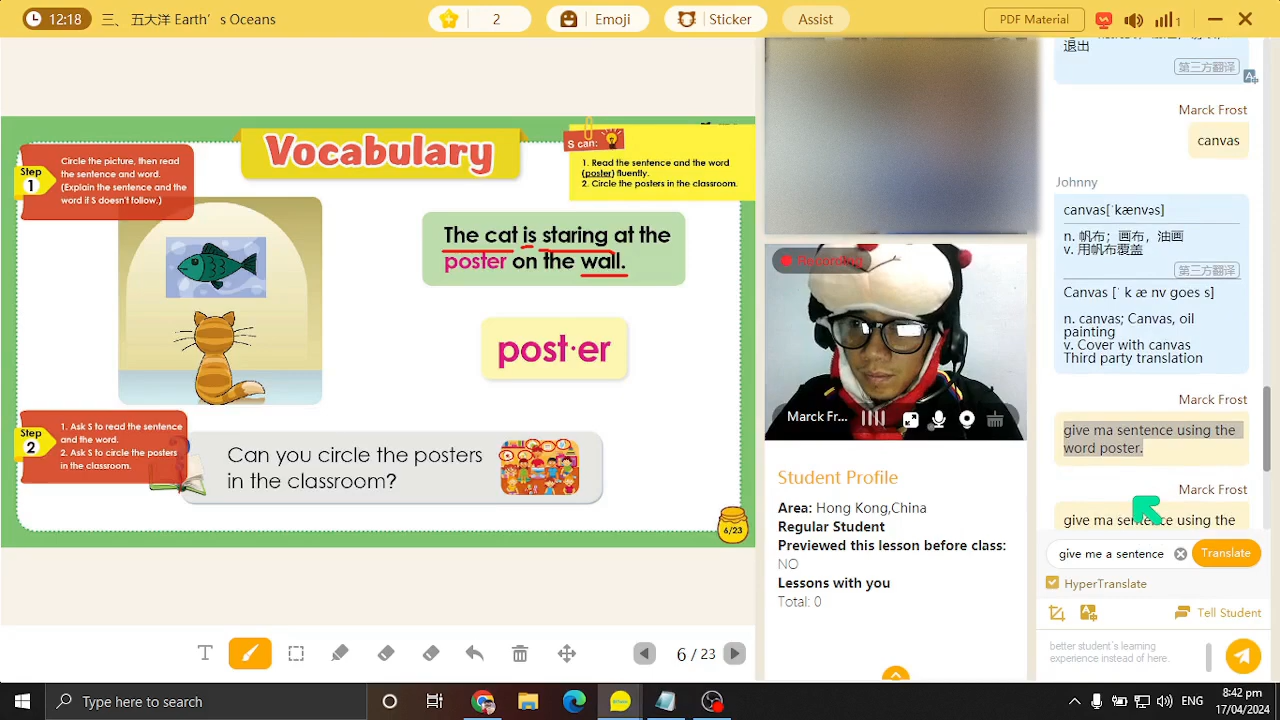 12:18
三、五大洋 Earth's Oceans
2
Emoji
Sticker
Assist
PDF Material
1
Vocabulary
Step
1
Circle the picture, then read
the sentence and word.
(Explain the sentence and the
word if S doesn't follow.)
S can:
1. Read the sentence and the word
(poster) fluently.
2. Circle the posters in the classroom.
The cat is staring at the
poster on the wall.
post·er
Step
2
1. Ask S to read the sentence
and the word.
2. Ask S to circle the posters
in the classroom.
Can you circle the posters
in the classroom?
6/23
6 / 23
Recording
Marck Fr...
Student Profile
Area: Hong Kong,China
Regular Student
Previewed this lesson before class:
NO
Lessons with you
Total: 0
退出
第三方翻译
Marck Frost
canvas
Johnny
canvas[ˈkænvəs]
n. 帆布；画布，油画
v. 用帆布覆盖
第三方翻译
Canvas [ˈ k æ nv goes s]
n. canvas; Canvas, oil
painting
v. Cover with canvas
Third party translation
Marck Frost
give ma sentence using the
word poster.
Marck Frost
give ma sentence using the
give me a sentence
Translate
HyperTranslate
Tell Student
better student's learning
experience instead of here.
Type here to search
ENG
8:42 pm
17/04/2024